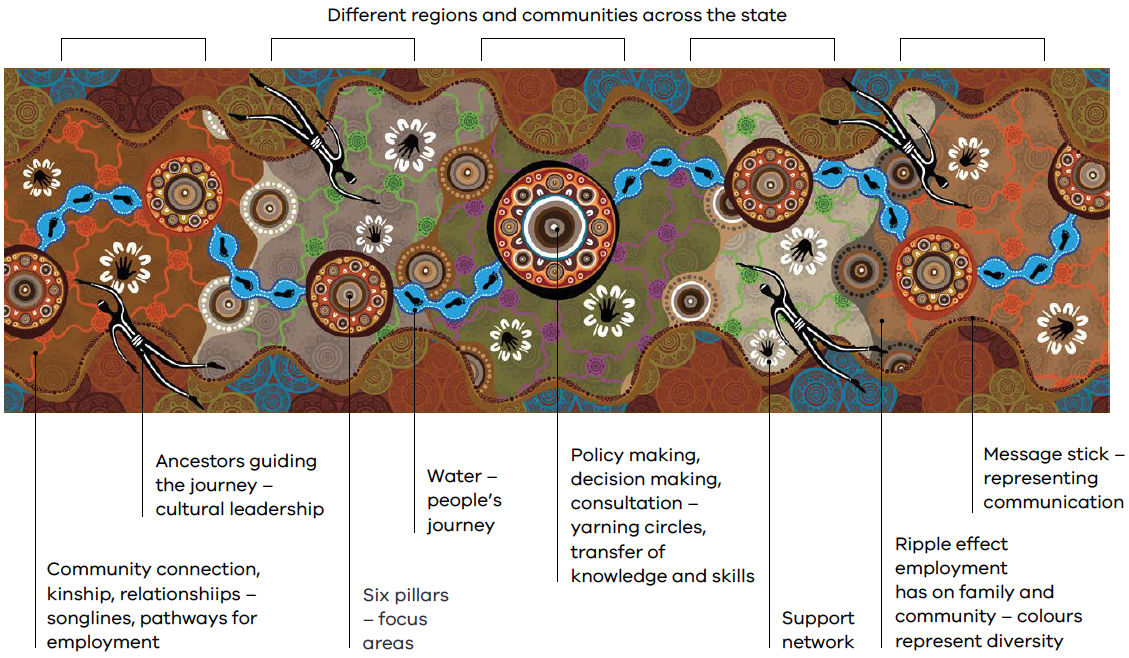 Different regions and communities across the state
Ancestors guiding
the journey –
cultural leadership
Community connection,
kinship, relationshiips –
songlines, pathways for
employment
Water –
people’s
journey
Six pillars
– focus
areas
Policy making,
decision making,
consultation –
yarning circles,
transfer of
knowledge and skills
Support
network
Message stick –
representing
communication
Ripple effect
employment
has on family and
community – colours
represent diversity